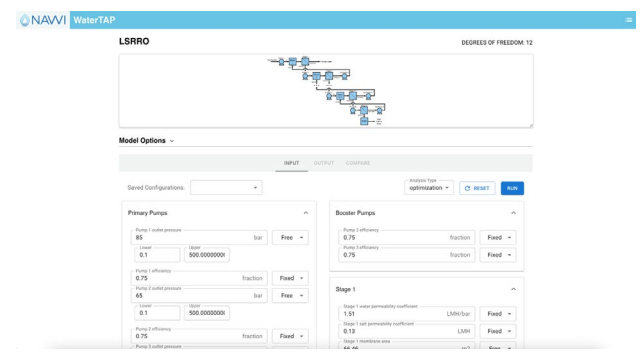 NAWI WaterTAP
LSRRO
DEGREES OF FREEDOM: 12
Model Options
INPUT OUTPUT COMPARE
Saved Configurations:
Analysis Type
optimization
RESET
RUN
Primary Pumps
Pump 1 outlet pressure
85 bar Free
Lower Upper
0.1 500.0000000
Pump 1 efficiency
0.75 fraction Fixed
Pump 2 outlet pressure
65 bar Free
Lower Upper
0.1 500.0000000
Pump 2 efficiency
0.75 fraction Fixed
Pump 3 outlet pressure
Booster Pumps
Pump 2 efficiency
0.75 fraction Fixed
Pump 3 efficiency
0.75 fraction Fixed
Stage 1
Stage 1 water permeability coefficient
1.51 LMH/bar Fixed
Stage 1 salt permeability coefficient
0.13 LMH Fixed
Stage 1 membrane area
m2 Free